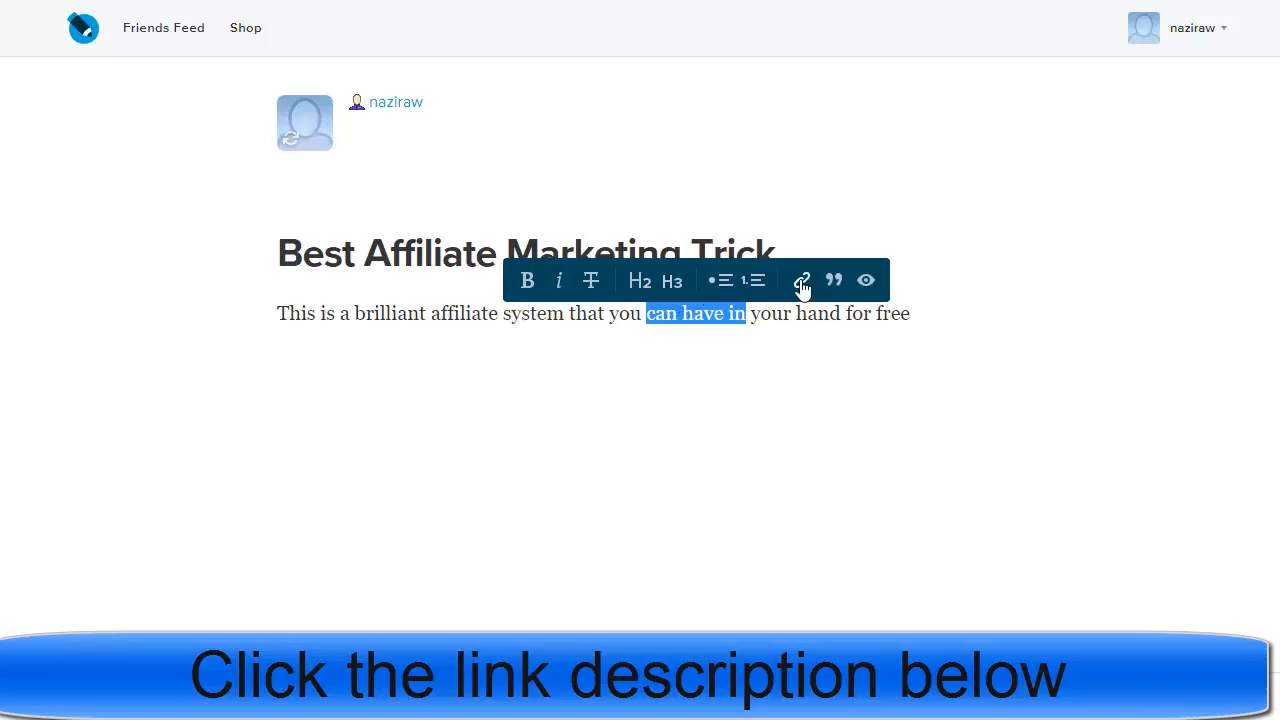 Friends Feed Shop naziraw
naziraw
Best Affiliate Marketing Trick
B i T H2 H3
This is a brilliant affiliate system that you can have in your hand for free
Click the link description below